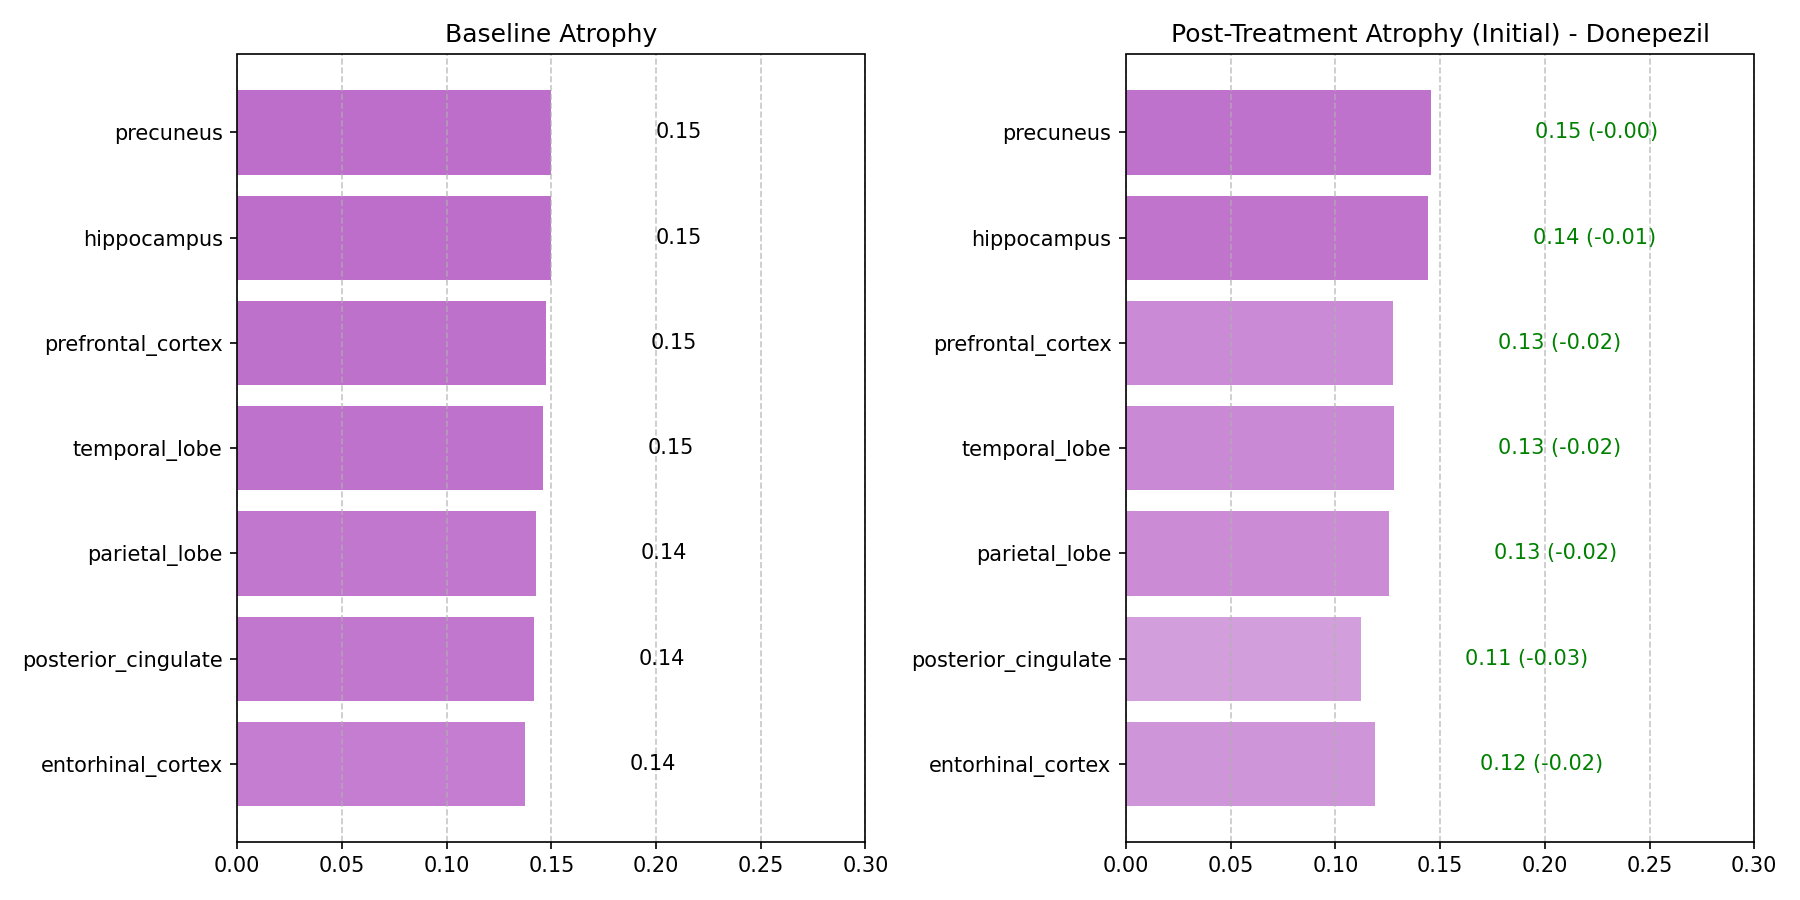 Baseline Atrophy
precuneus
0.15
hippocampus
0.15
prefrontal_cortex
0.15
temporal_lobe
0.15
parietal_lobe
0.14
posterior_cingulate
0.14
entorhinal_cortex
0.14
0.00 0.05 0.10 0.15 0.20 0.25 0.30
Post-Treatment Atrophy (Initial) - Donepezil
precuneus
0.15 (-0.00)
hippocampus
0.14 (-0.01)
prefrontal_cortex
0.13 (-0.02)
temporal_lobe
0.13 (-0.02)
parietal_lobe
0.13 (-0.02)
posterior_cingulate
0.11 (-0.03)
entorhinal_cortex
0.12 (-0.02)
0.00 0.05 0.10 0.15 0.20 0.25 0.30